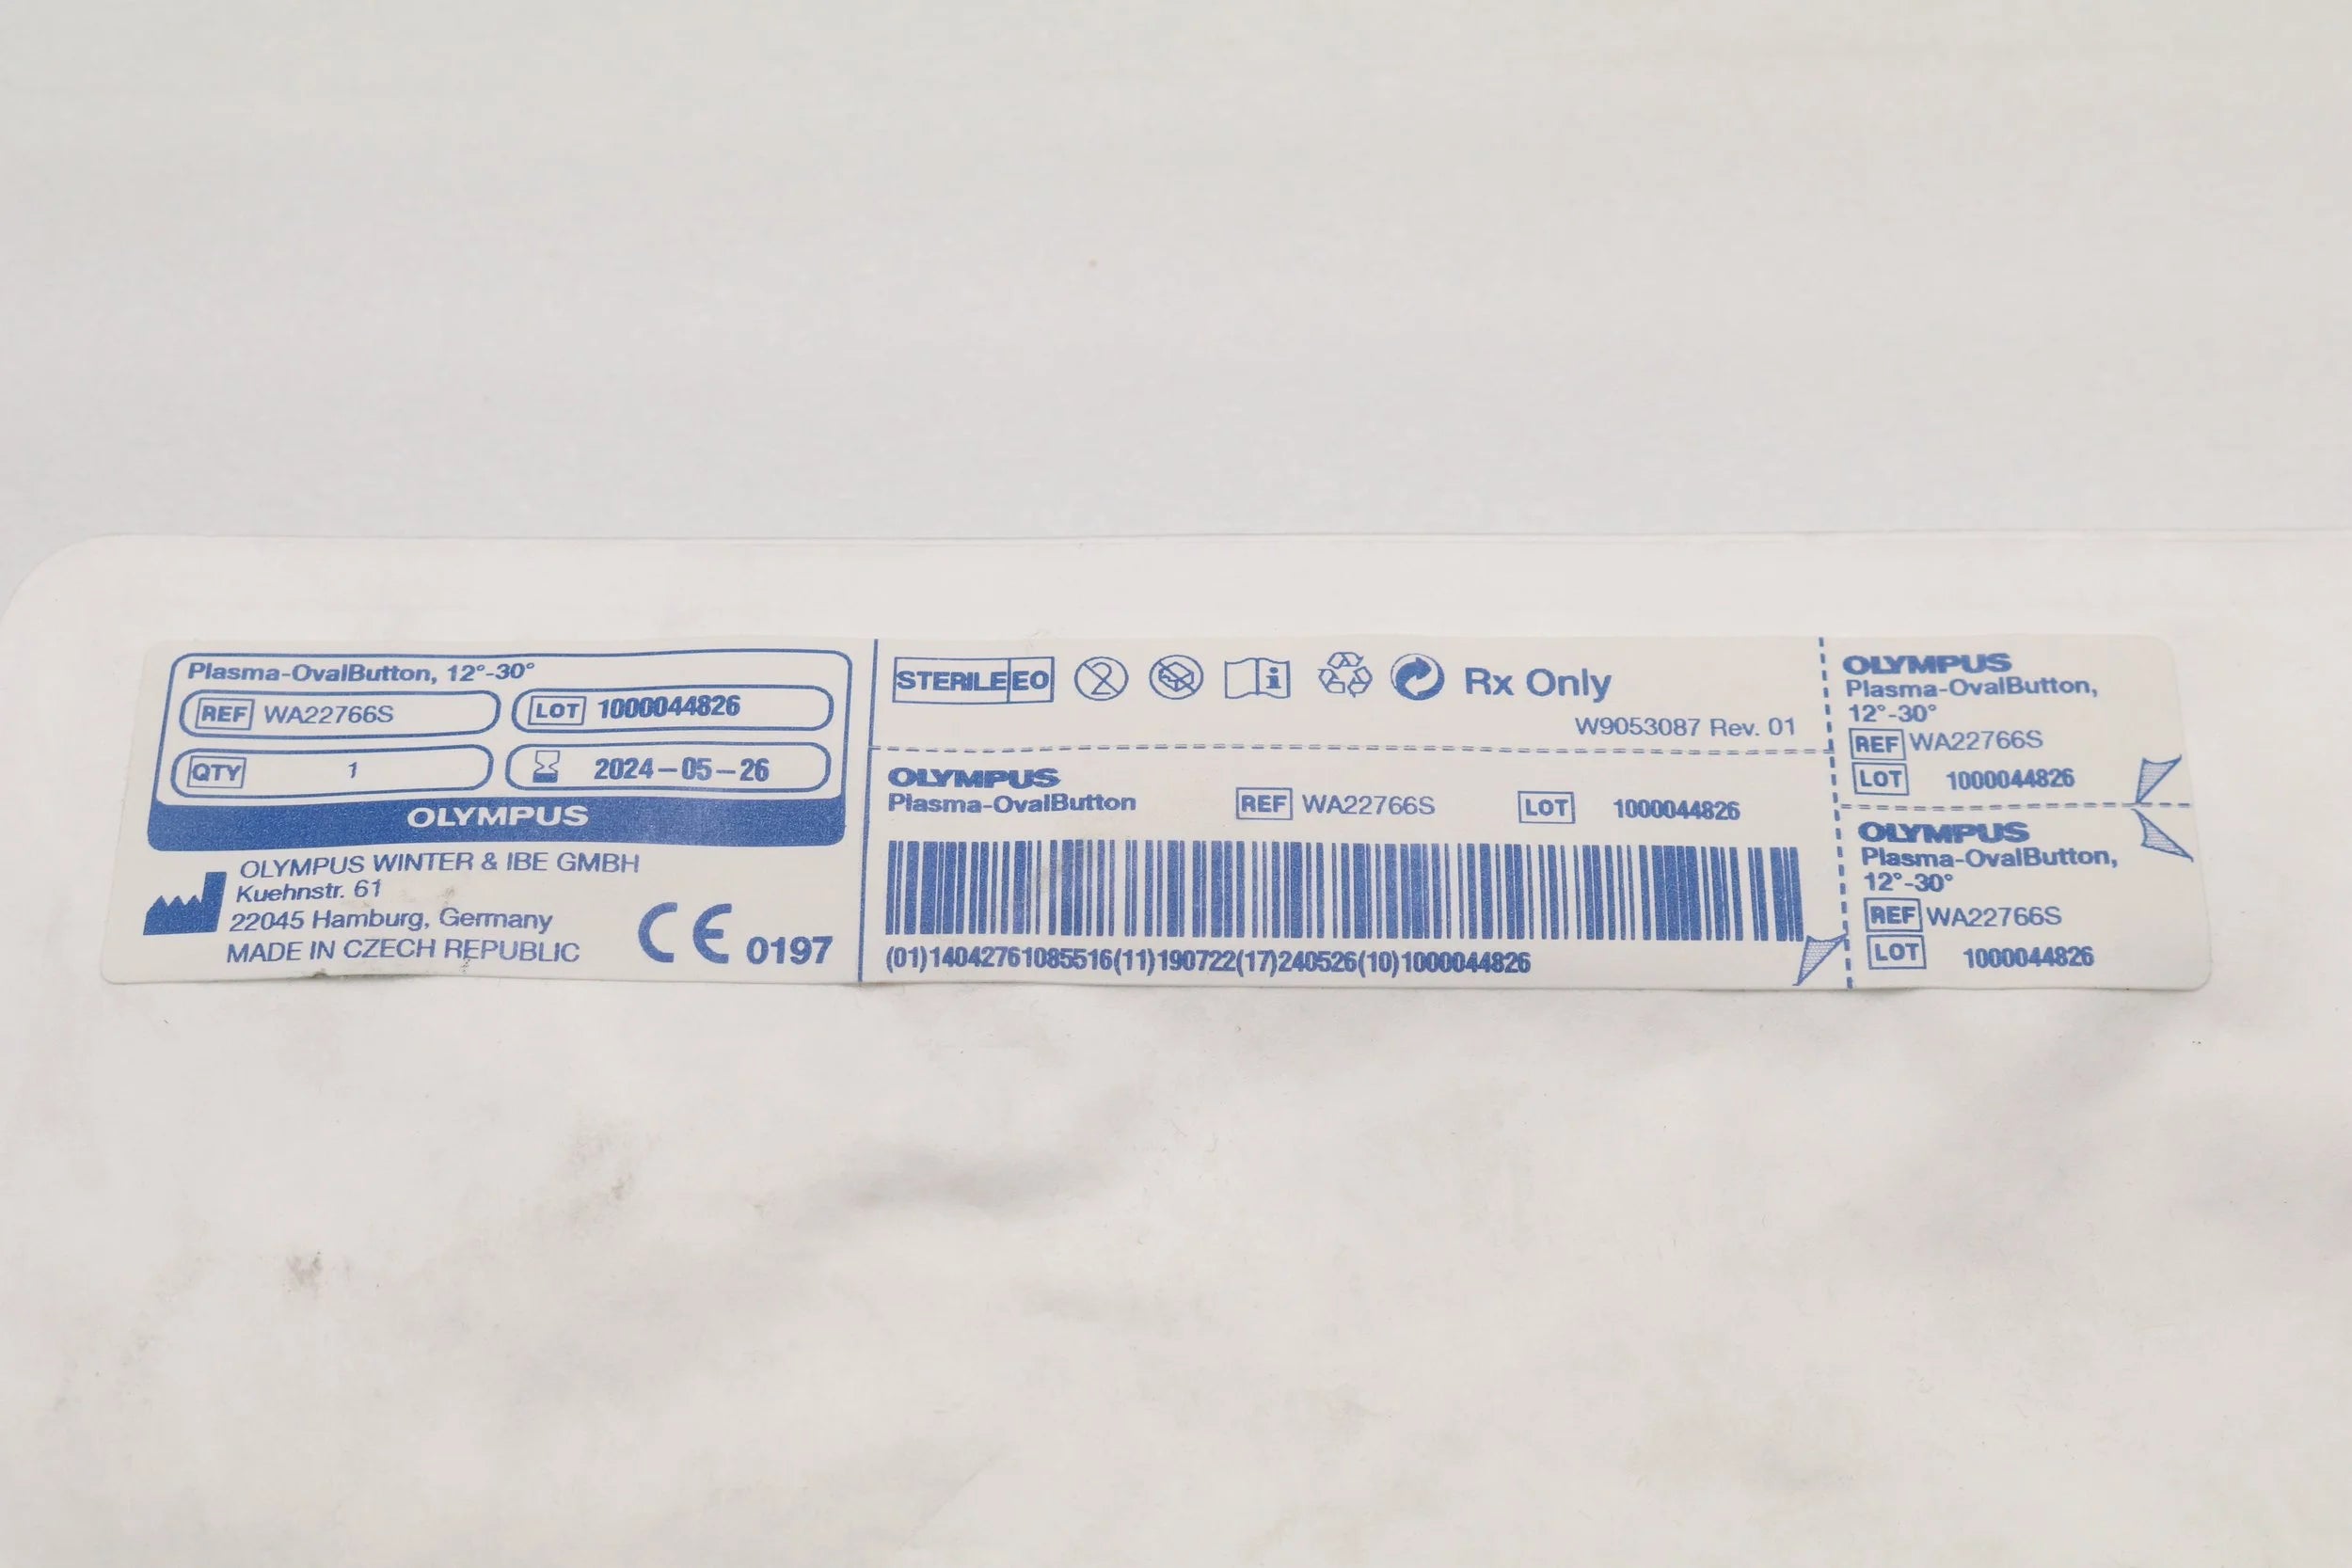 Plasma-OvalButton, 12°-30°
REF WA22766S LOT 1000044826
QTY 1 2024-05-26
OLYMPUS
OLYMPUS WINTER & IBE GMBH
Kuehnstr. 61
22045 Hamburg, Germany
MADE IN CZECH REPUBLIC
CE 0197
STERILE EO 2 i Rx Only
W9053087 Rev. 01
OLYMPUS
Plasma-OvalButton REF WA22766S LOT 1000044826
(01)14042761085516(11)190722(17)240526(10)1000044826
OLYMPUS
Plasma-OvalButton,
12°-30°
REF WA22766S
LOT 1000044826
OLYMPUS
Plasma-OvalButton,
12°-30°
REF WA22766S
LOT 1000044826